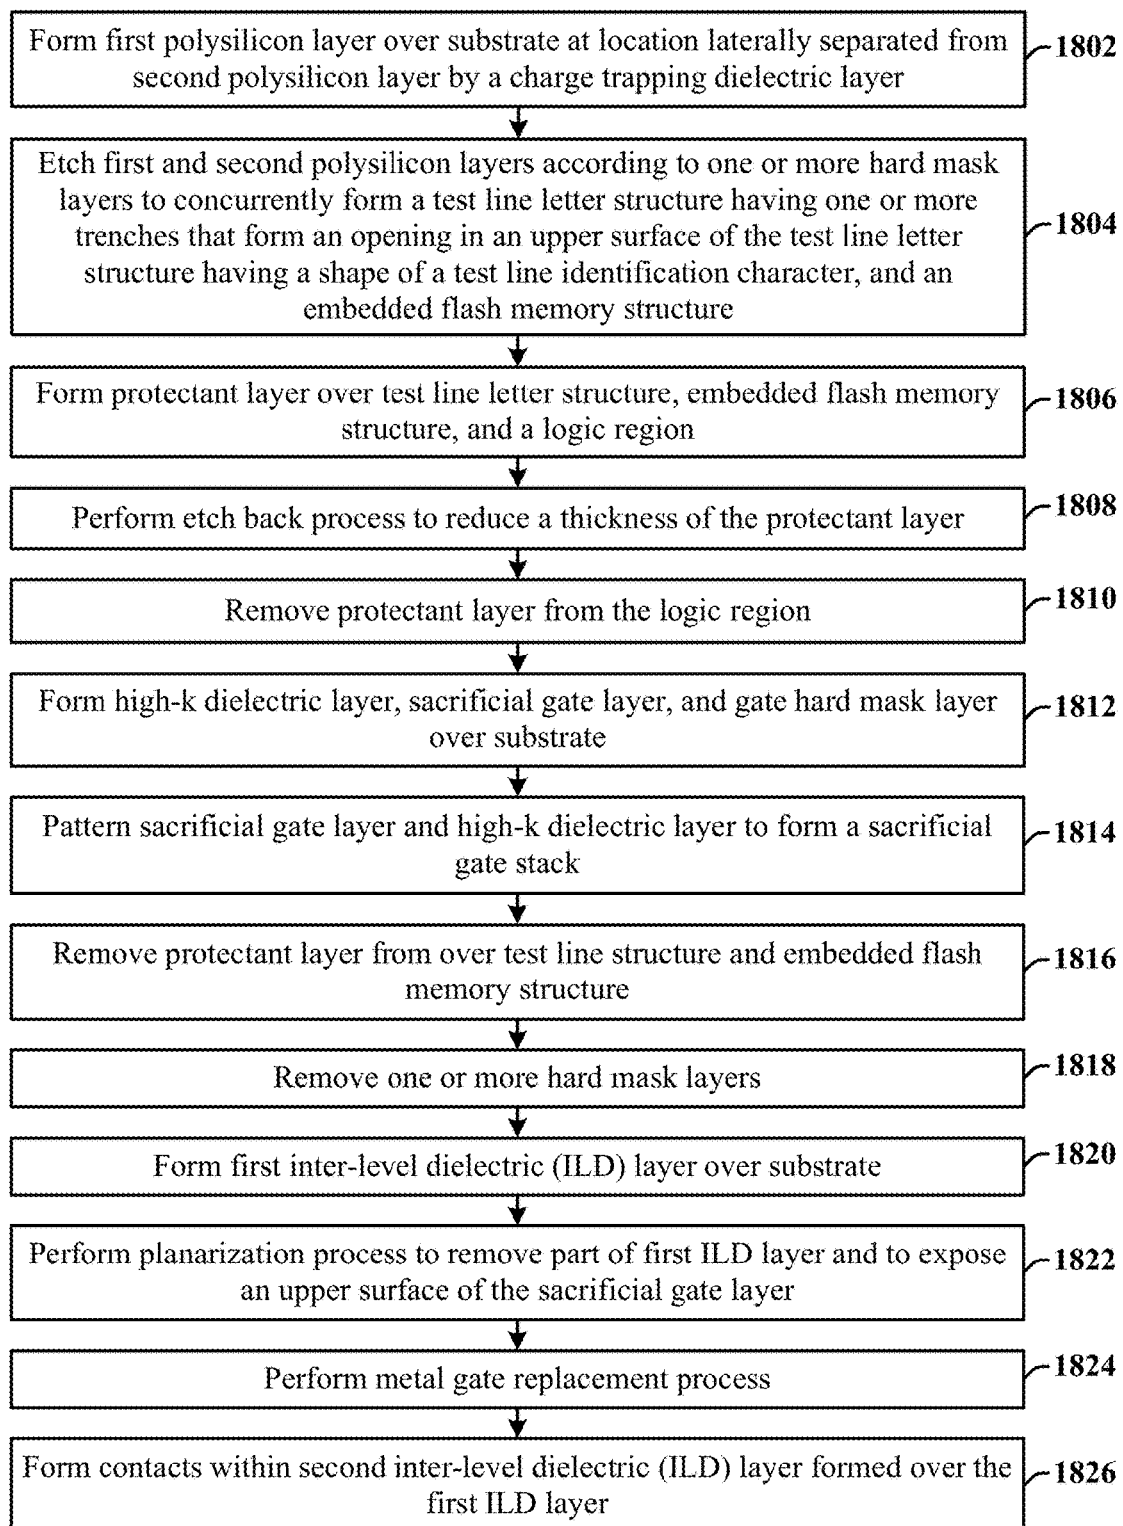 Form first polysilicon layer over substrate at location laterally separated from
second polysilicon layer by a charge trapping dielectric layer
1802
Etch first and second polysilicon layers according to one or more hard mask
layers to concurrently form a test line letter structure having one or more
trenches that form an opening in an upper surface of the test line letter
structure having a shape of a test line identification character, and an
embedded flash memory structure
1804
Form protectant layer over test line letter structure, embedded flash memory
structure, and a logic region
1806
Perform etch back process to reduce a thickness of the protectant layer
1808
Remove protectant layer from the logic region
1810
Form high-k dielectric layer, sacrificial gate layer, and gate hard mask layer
over substrate
1812
Pattern sacrificial gate layer and high-k dielectric layer to form a sacrificial
gate stack
1814
Remove protectant layer from over test line structure and embedded flash
memory structure
1816
Remove one or more hard mask layers
1818
Form first inter-level dielectric (ILD) layer over substrate
1820
Perform planarization process to remove part of first ILD layer and to expose
an upper surface of the sacrificial gate layer
1822
Perform metal gate replacement process
1824
Form contacts within second inter-level dielectric (ILD) layer formed over the
first ILD layer
1826